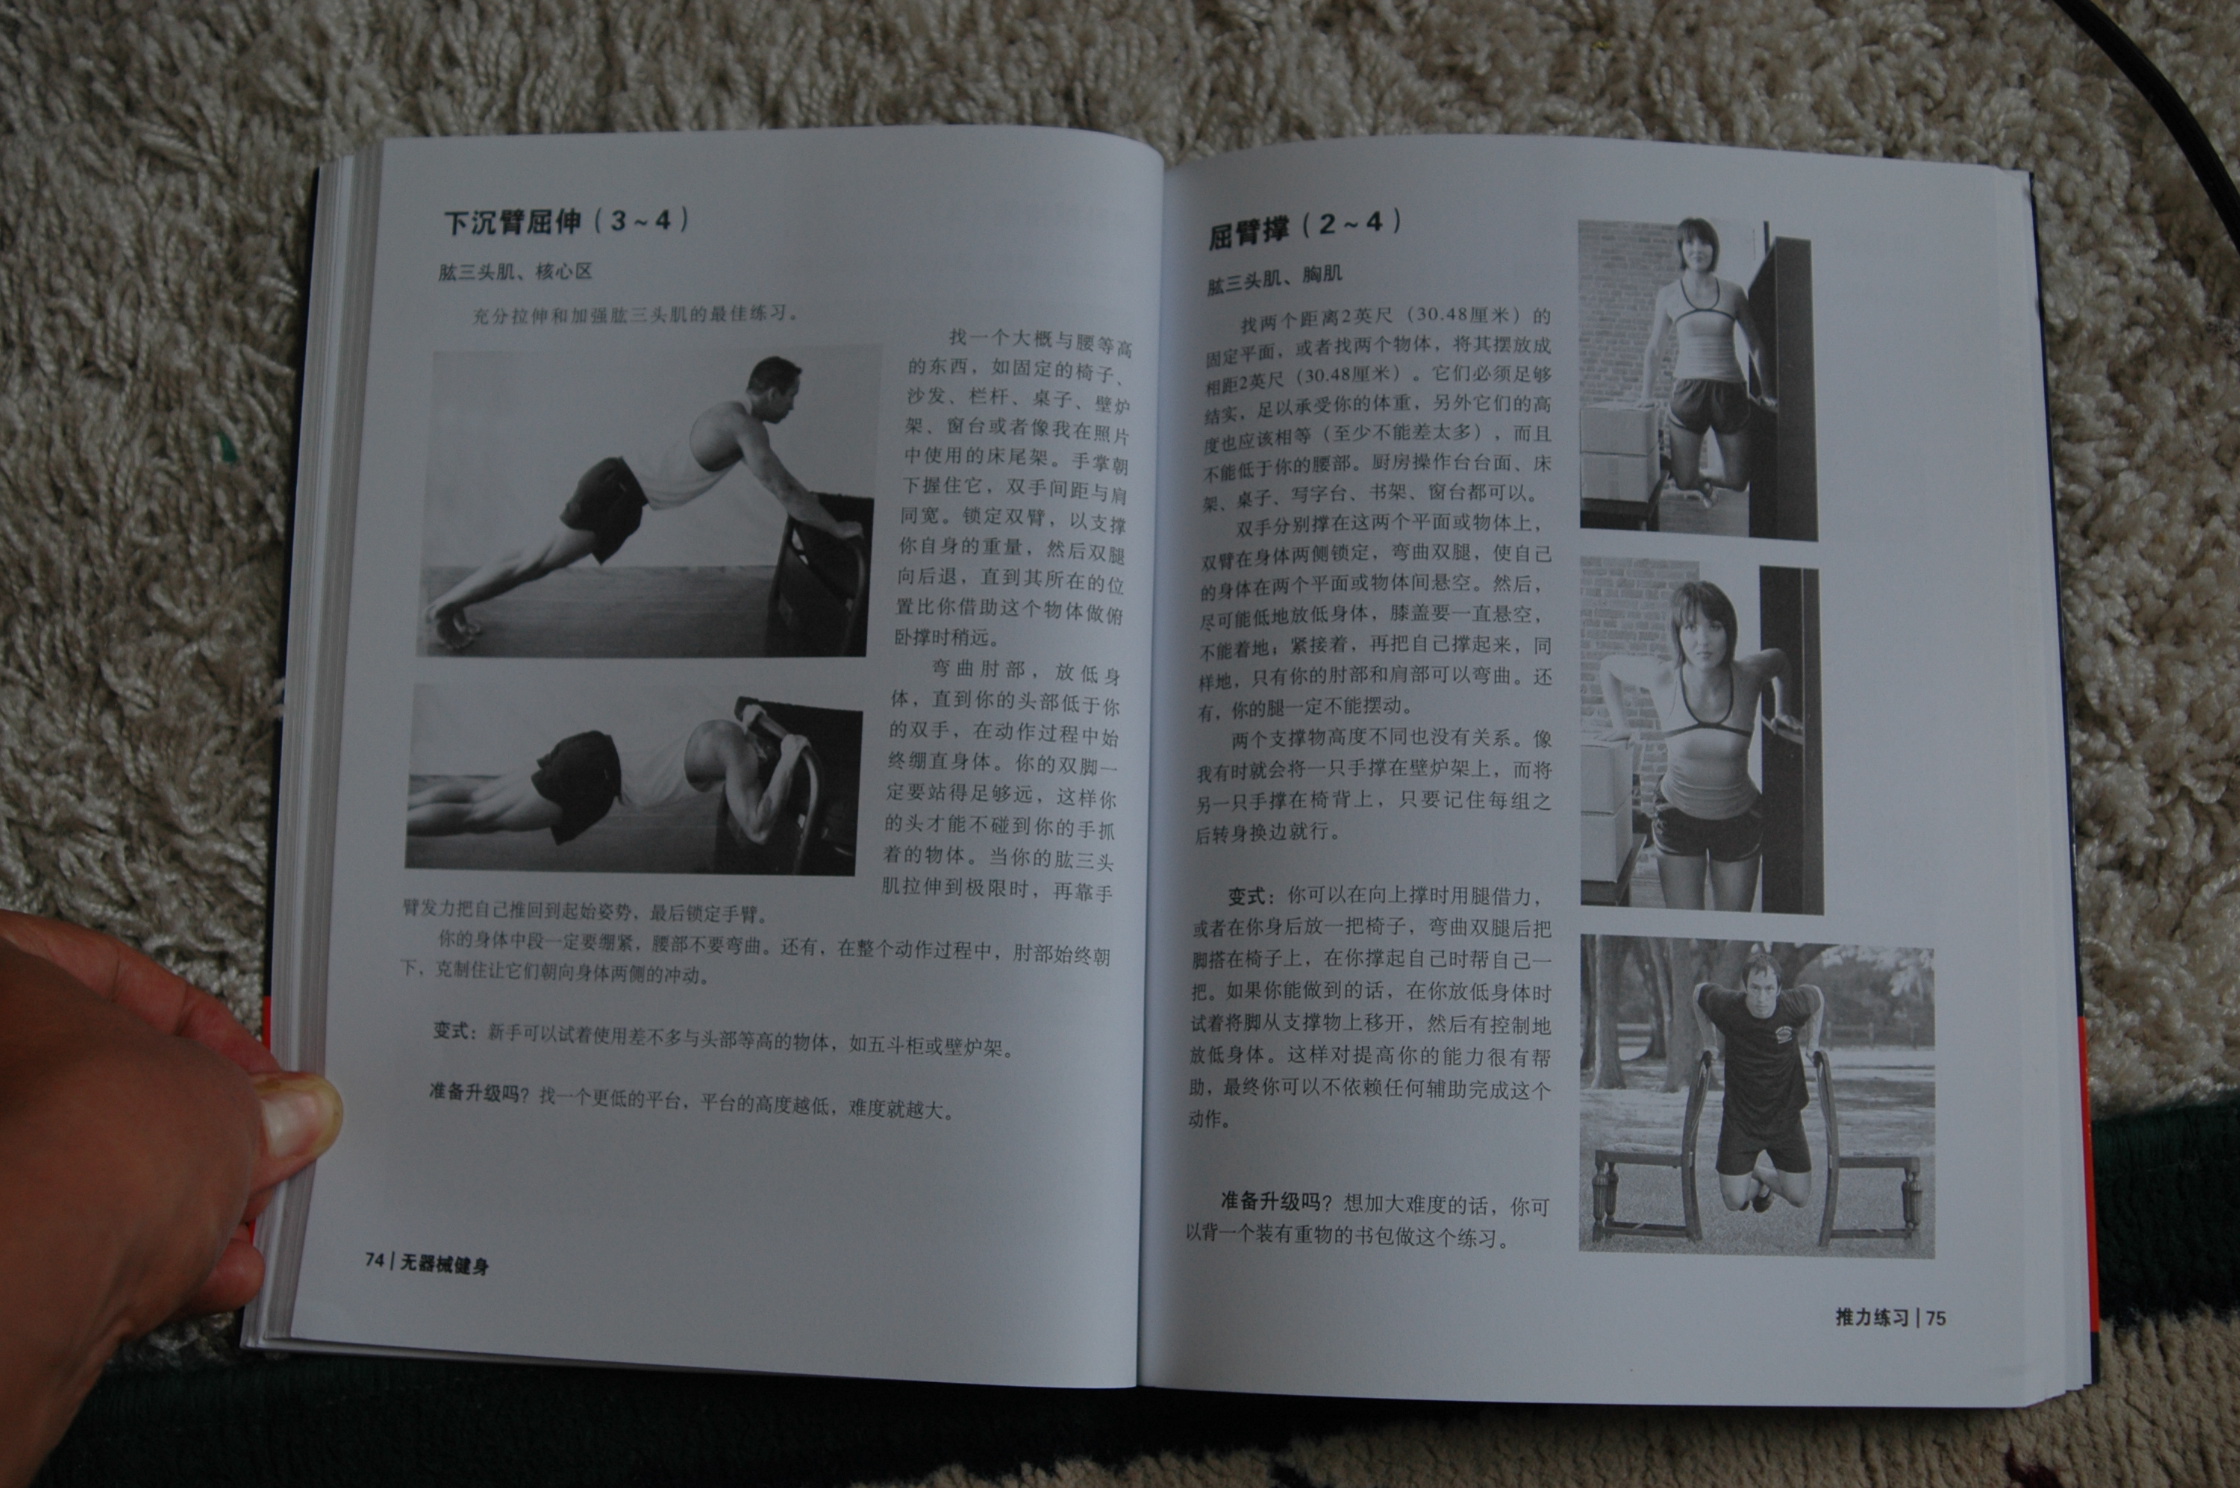 下沉臂屈伸（3～4）
肱三头肌、核心区
充分拉伸和加强肱三头肌的最佳练习。
找一个大概与腰等高
的东西，如固定的椅子、
沙发、栏杆、桌子、壁炉
架、窗台或者像我在照片
中使用的床尾架。手掌朝
下握住它，双手间距与肩
同宽。锁定双臂，以支撑
你自身的重量，然后双腿
向后退，直到其所在的位
置比你借助这个物体做俯
卧撑时稍远。
弯曲肘部，放低身
体，直到你的头部低于你
的双手，在动作过程中始
终绷直身体。你的双脚一
定要站得足够远，这样你
的头才能不碰到你的手抓
着的物体。当你的肱三头
肌拉伸到极限时，再靠手
臂发力把自己推回到起始姿势，最后锁定手臂。
你的身体中段一定要绷紧，腰部不要弯曲。还有，在整个动作过程中，肘部始终朝
下，克制住让它们朝向身体两侧的冲动。
变式：新手可以试着使用差不多与头部等高的物体，如五斗柜或壁炉架。
准备升级吗？找一个更低的平台，平台的高度越低，难度就越大。
74 | 无器械健身
屈臂撑（2～4）
肱三头肌、胸肌
找两个距离2英尺（30.48厘米）的
固定平面，或者找两个物体，将其摆放成
相距2英尺（30.48厘米）。它们必须足够
结实，足以承受你的体重，另外它们的高
度也应该相等（至少不能差太多），而且
不能低于你的腰部。厨房操作台台面、床
架、桌子、写字台、书架、窗台都可以。
双手分别撑在这两个平面或物体上，
双臂在身体两侧锁定，弯曲双腿，使自己
的身体在两个平面或物体间悬空。然后，
尽可能低地放低身体，膝盖要一直悬空，
不能着地；紧接着，再把自己撑起来，同
样地，只有你的肘部和肩部可以弯曲。还
有，你的腿一定不能摆动。
两个支撑物高度不同也没有关系。像
我有时就会将一只手撑在壁炉架上，而将
另一只手撑在椅背上，只要记住每组之
后转身换边就行。
变式：你可以在向上撑时用腿借力，
或者在你身后放一把椅子，弯曲双腿后把
脚搭在椅子上，在你撑起自己时帮自己一
把。如果你能做到的话，在你放低身体时
试着将脚从支撑物上移开，然后有控制地
放低身体。这样对提高你的能力很有帮
助，最终你可以不依赖任何辅助完成这个
动作。
准备升级吗？想加大难度的话，你可
以背一个装有重物的书包做这个练习。
推力练习 | 75